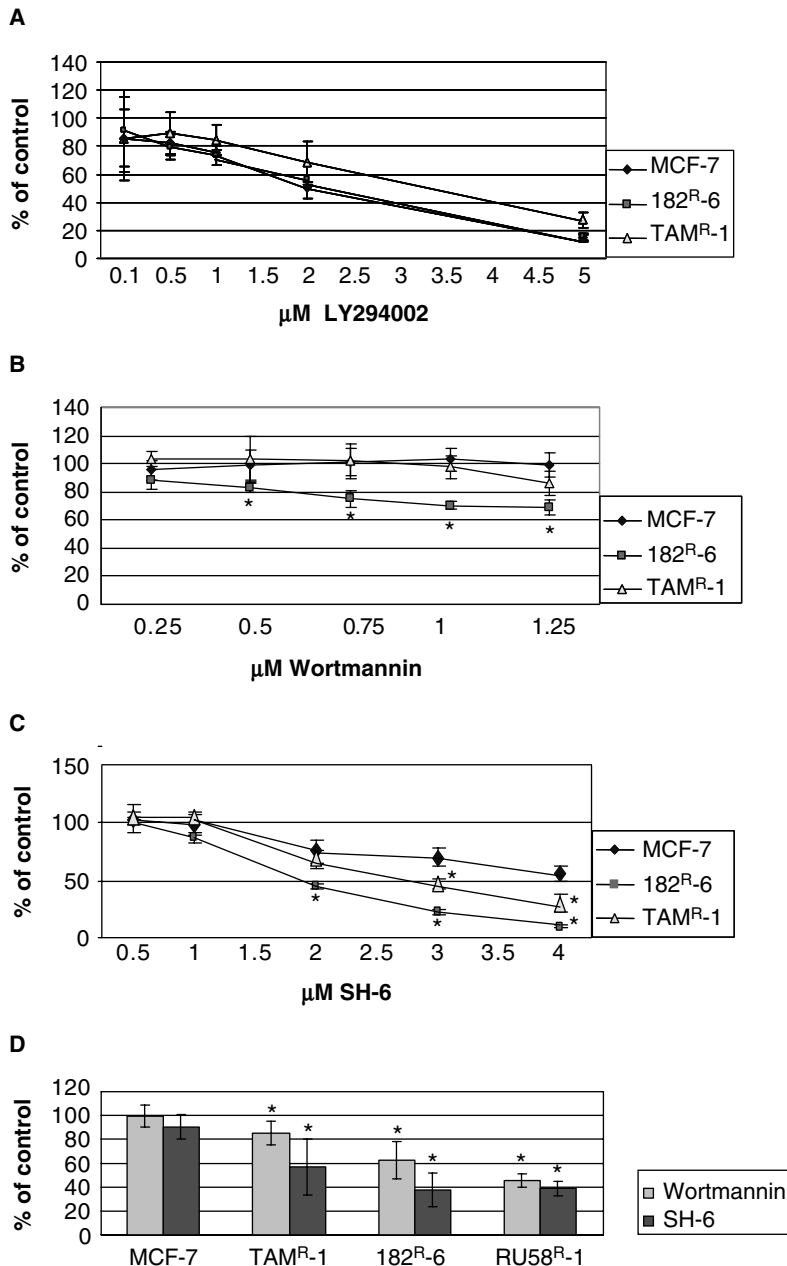 A
140
120
100
80
60
40
20
0
% of control
0.1 0.5 1 1.5 2 2.5 3 3.5 4 4.5 5
μM LY294002
MCF-7
182R-6
TAMR-1
B
140
120
100
80
60
40
20
0
% of control
* * * *
0.25 0.5 0.75 1 1.25
μM Wortmannin
MCF-7
182R-6
TAMR-1
C
150
100
50
0
% of control
* * * * *
0.5 1 1.5 2 2.5 3 3.5 4
μM SH-6
MCF-7
182R-6
TAMR-1
D
120
100
80
60
40
20
0
% of control
* * * * * *
MCF-7 TAMR-1 182R-6 RU58R-1
Wortmannin
SH-6